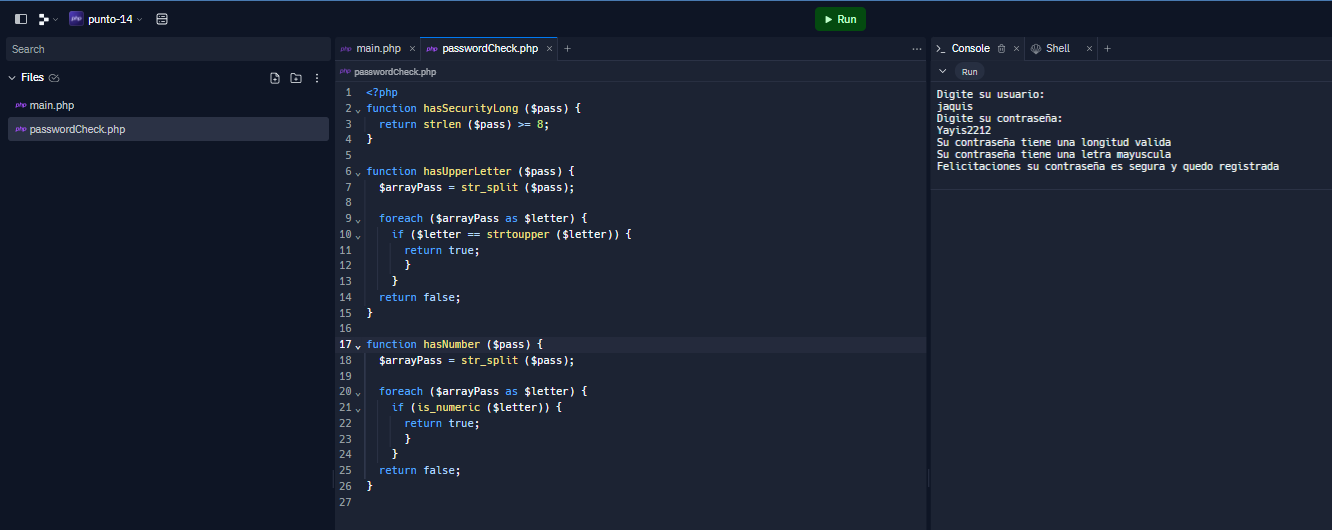 php punto-14 Run
Search
Files
php main.php
php passwordCheck.php
php main.php × php passwordCheck.php × +
php passwordCheck.php
1 <?php
2 function hasSecurityLong ($pass) {
3 return strlen ($pass) >= 8;
4 }
5
6 function hasUpperLetter ($pass) {
7 $arrayPass = str_split ($pass);
8
9 foreach ($arrayPass as $letter) {
10 if ($letter == strtoupper ($letter)) {
11 return true;
12 }
13 }
14 return false;
15 }
16
17 function hasNumber ($pass) {
18 $arrayPass = str_split ($pass);
19
20 foreach ($arrayPass as $letter) {
21 if (is_numeric ($letter)) {
22 return true;
23 }
24 }
25 return false;
26 }
27
Console × Shell × +
Run
Digite su usuario:
jaquis
Digite su contraseña:
Yayis2212
Su contraseña tiene una longitud valida
Su contraseña tiene una letra mayuscula
Felicitaciones su contraseña es segura y quedo registrada